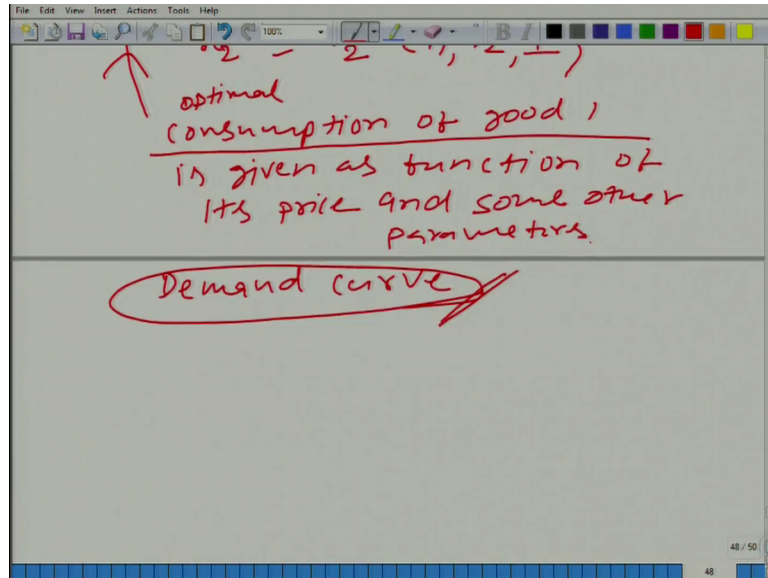 File Edit View Insert Actions Tools Help
100%
optimal
consumption of good 1
is given as function of
its price and some other
parameters.
Demand curve
48 / 50
48